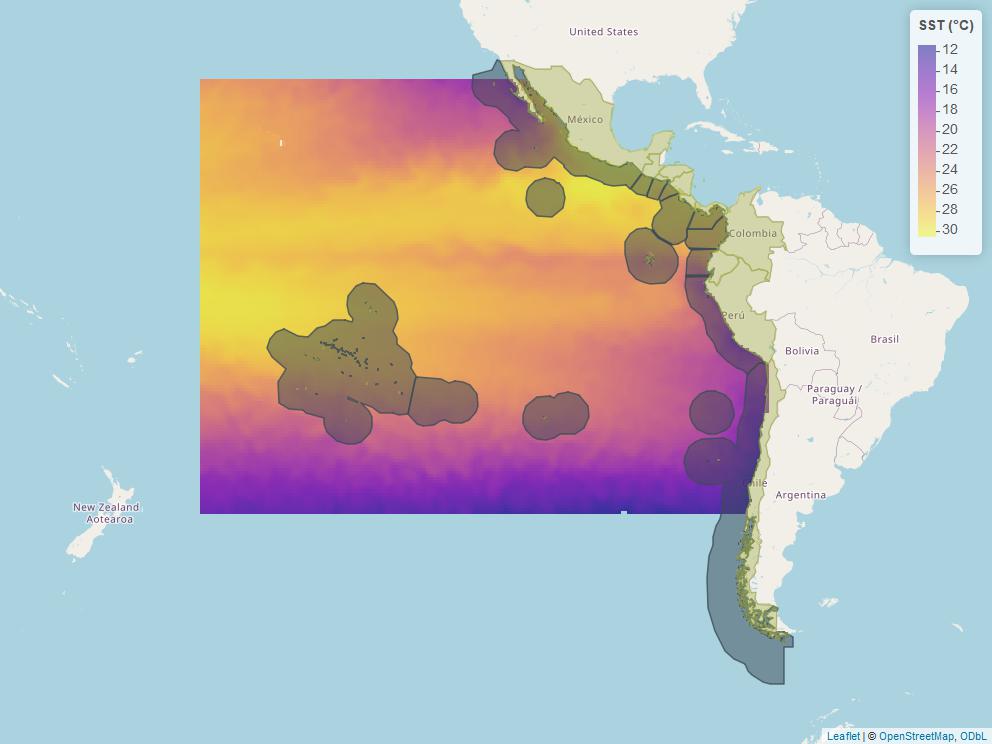 SST (°C)
12
14
16
18
20
22
24
26
28
30
United States
México
Colombia
Perú
Brasil
Bolivia
Paraguay /
Paraguái
hile
Argentina
New Zealand
Aotearoa
Leaflet | © OpenStreetMap, ODbL